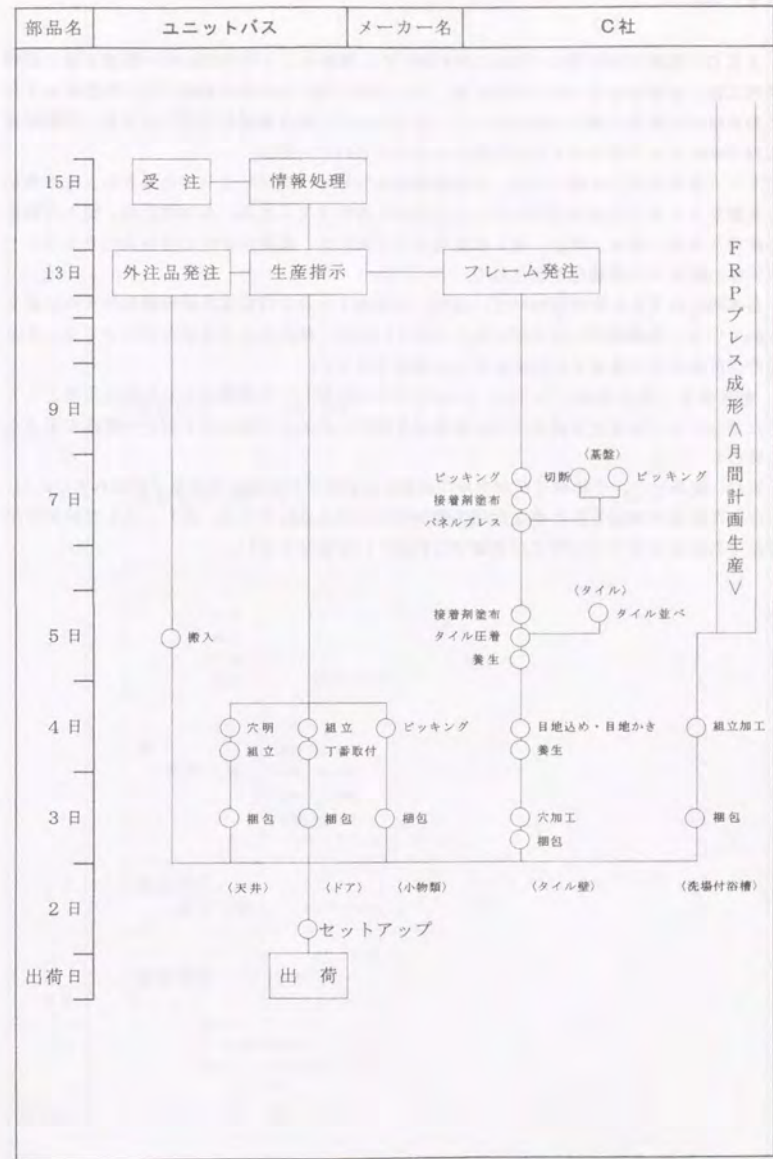 部品名 ユニットバス メーカー名 C社
15日 受注 情報処理
13日 外注品発注 生産指示 フレーム発注
FRPプレス成形<月間計画生産>
9日
(基盤)
ピッキング 切断 ピッキング
7日 接着剤塗布
パネルプレス
(タイル)
接着剤塗布 タイル並べ
5日 搬入 タイル圧着
養生
4日 穴明 組立 ピッキング 目地込め・目地かき 組立加工
組立 丁番取付 養生
3日 梱包 梱包 梱包 穴加工 梱包
梱包
(天井) (ドア) (小物類) (タイル壁) (洗場付浴槽)
2日
セットアップ
出荷日 出荷